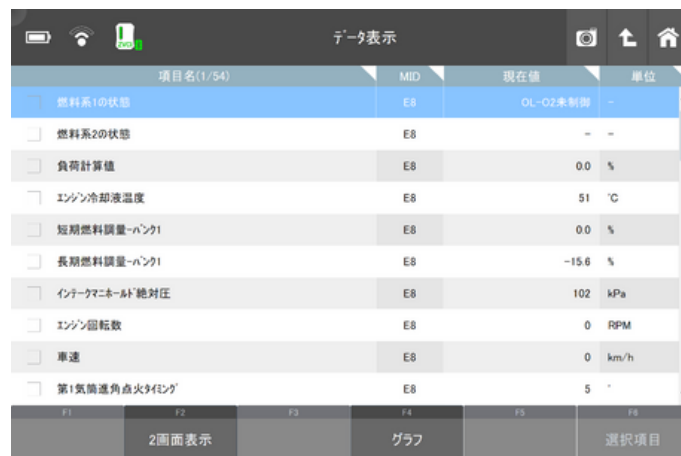 ZVCI データ表示
項目名(1/54) MID 現在値 単位
燃料系1の状態 E8 OL-O2未制御 -
燃料系2の状態 E8 - -
負荷計算値 E8 0.0 %
エンジン冷却液温度 E8 51 ℃
短期燃料調量-バンク1 E8 0.0 %
長期燃料調量-バンク1 E8 -15.6 %
インテークマニホールド絶対圧 E8 102 kPa
エンジン回転数 E8 0 RPM
車速 E8 0 km/h
第1気筒進角点火タイミング E8 5 °
F1 F2 F3 F4 F5 F6
2画面表示 グラフ 選択項目